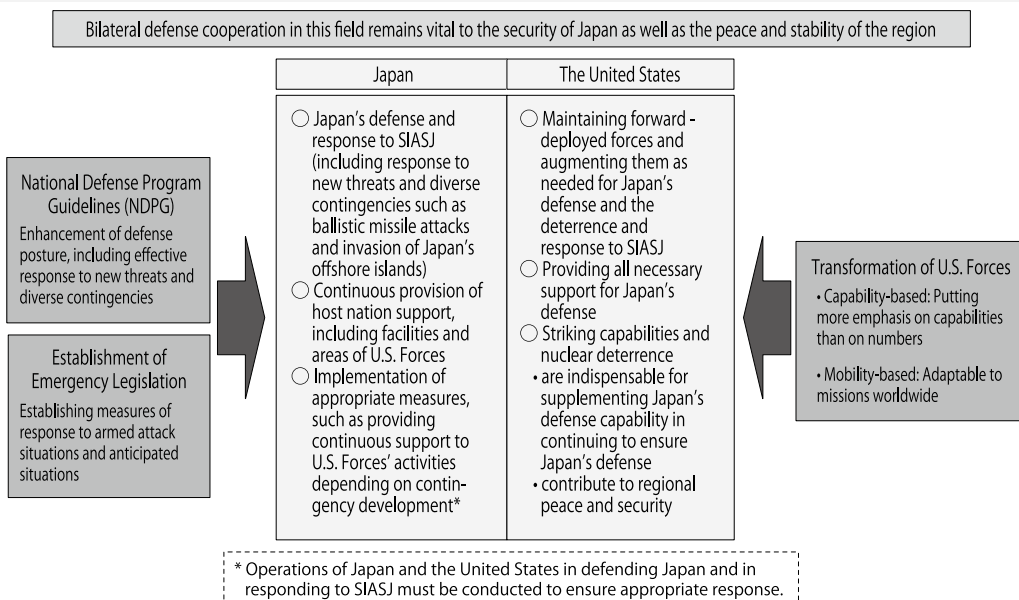 Bilateral defense cooperation in this field remains vital to the security of Japan as well as the peace and stability of the region
National Defense Program
Guidelines (NDPG)
Enhancement of defense
posture, including effective
response to new threats and
diverse contingencies
Establishment of
Emergency Legislation
Establishing measures of
response to armed attack
situations and anticipated
situations
Japan
○ Japan's defense and
response to SIASJ
(including response to
new threats and diverse
contingencies such as
ballistic missile attacks
and invasion of Japan's
offshore islands)
○ Continuous provision of
host nation support,
including facilities and
areas of U.S. Forces
○ Implementation of
appropriate measures,
such as providing
continuous support to
U.S. Forces' activities
depending on contin-
gency development*
The United States
○ Maintaining forward -
deployed forces and
augmenting them as
needed for Japan's
defense and the
deterrence and
response to SIASJ
○ Providing all necessary
support for Japan's
defense
○ Striking capabilities and
nuclear deterrence
• are indispensable for
supplementing Japan's
defense capability in
continuing to ensure
Japan's defense
• contribute to regional
peace and security
Transformation of U.S. Forces
• Capability-based: Putting
more emphasis on capabilities
than on numbers
• Mobility-based: Adaptable to
missions worldwide
* Operations of Japan and the United States in defending Japan and in
responding to SIASJ must be conducted to ensure appropriate response.